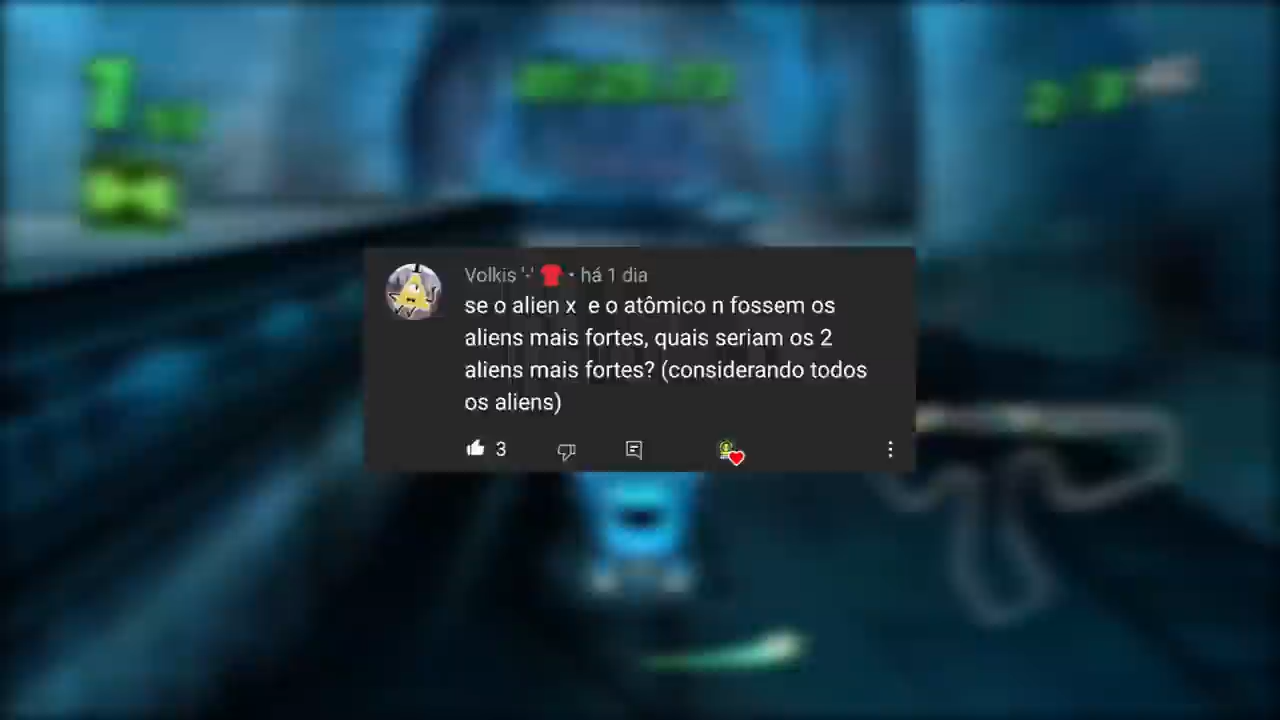 Volkis '-' • há 1 dia
se o alien x e o atômico n fossem os
aliens mais fortes, quais seriam os 2
aliens mais fortes? (considerando todos
os aliens)
3